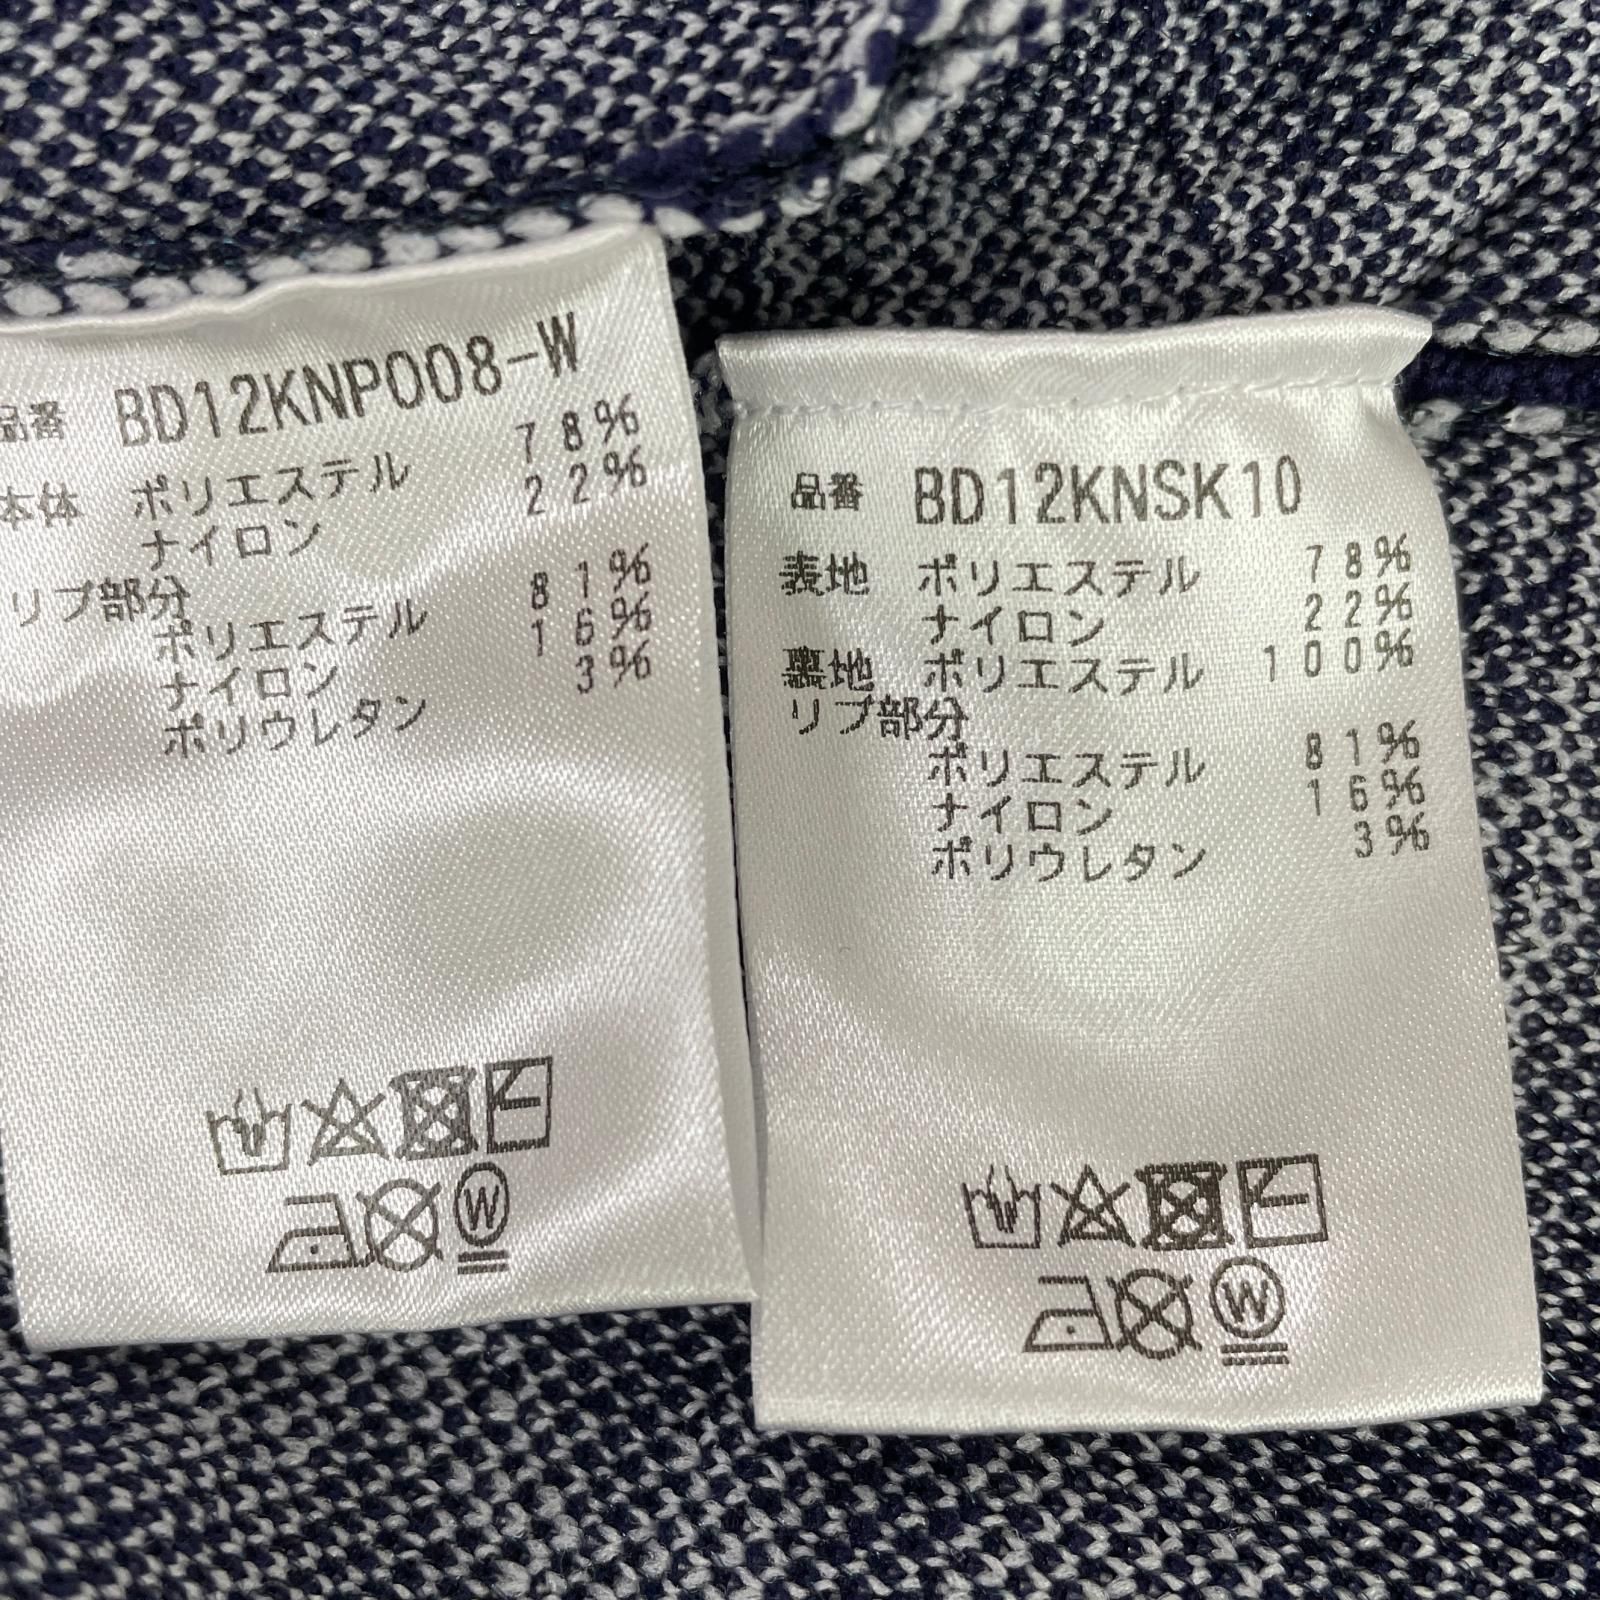 品番 BD12KNP008-W
本体 ポリエステル 78%
ナイロン 22%
リブ部分
ポリエステル 81%
ナイロン 16%
ポリウレタン 3%
W
品番 BD12KNSK10
表地 ポリエステル 78%
ナイロン 22%
裏地 ポリエステル 100%
リブ部分
ポリエステル 81%
ナイロン 16%
ポリウレタン 3%
W